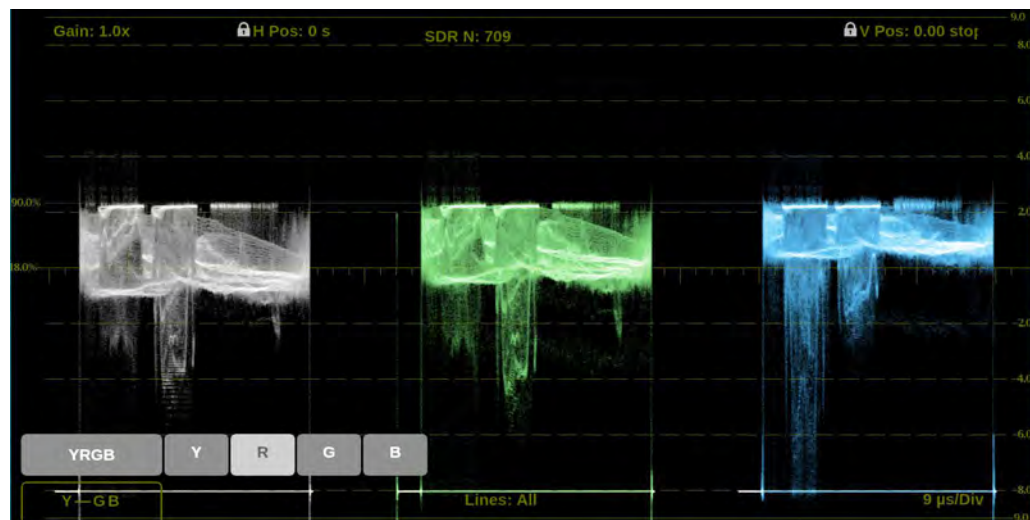 Gain: 1.0x
H Pos: 0 s
SDR N: 709
V Pos: 0.00 stop
9.0
8.0
6.0
4.0
90.0%
2.0
18.0%
-2.0
-4.0
-6.0
YRGB
Y
R
G
B
Y—GB
Lines: All
9 µs/Div
-8.0
-9.0